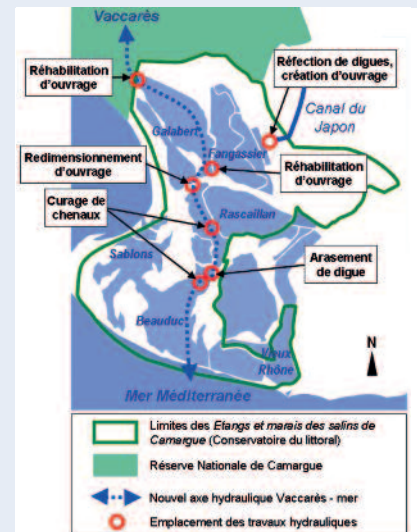 Vaccarès
Réhabilitation
d'ouvrage
Réfection de digues,
création d'ouvrage
Canal du
Japon
Galabert
Fangassier
Redimensionnement
d'ouvrage
Réhabilitation
d'ouvrage
Curage de
chenaux
Rascaillan
Sablons
Arasement
de digue
Beauduc
Vieux
Rhône
N
Mer Méditerranée
Limites des Etangs et marais des salins de
Camargue (Conservatoire du littoral)
Réserve Nationale de Camargue
Nouvel axe hydraulique Vaccarès - mer
Emplacement des travaux hydrauliques